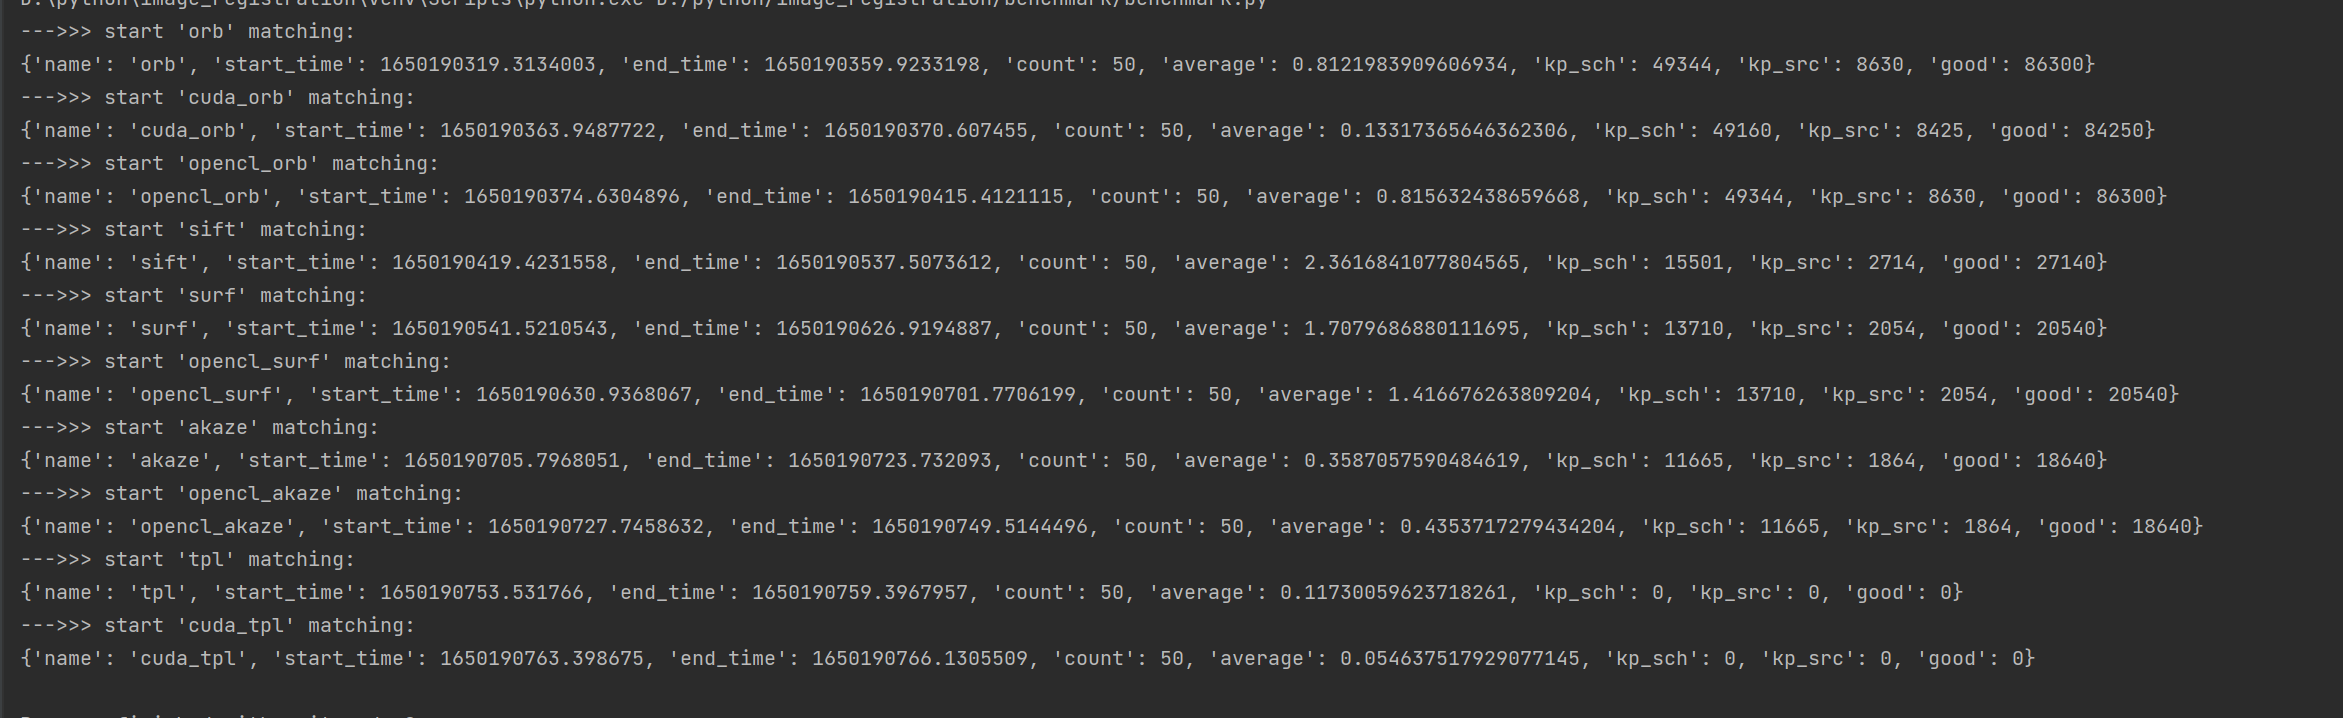 D:\python\image_registration\venv\Scripts\python.exe D:/python/image_registration/benchmark/benchmark.py
--->>> start 'orb' matching:
{'name': 'orb', 'start_time': 1650190319.3134003, 'end_time': 1650190359.9233198, 'count': 50, 'average': 0.8121983909606934, 'kp_sch': 49344, 'kp_src': 8630, 'good': 86300}
--->>> start 'cuda_orb' matching:
{'name': 'cuda_orb', 'start_time': 1650190363.9487722, 'end_time': 1650190370.607455, 'count': 50, 'average': 0.13317365646362306, 'kp_sch': 49160, 'kp_src': 8425, 'good': 84250}
--->>> start 'opencl_orb' matching:
{'name': 'opencl_orb', 'start_time': 1650190374.6304896, 'end_time': 1650190415.4121115, 'count': 50, 'average': 0.815632438659668, 'kp_sch': 49344, 'kp_src': 8630, 'good': 86300}
--->>> start 'sift' matching:
{'name': 'sift', 'start_time': 1650190419.4231558, 'end_time': 1650190537.5073612, 'count': 50, 'average': 2.3616841077804565, 'kp_sch': 15501, 'kp_src': 2714, 'good': 27140}
--->>> start 'surf' matching:
{'name': 'surf', 'start_time': 1650190541.5210543, 'end_time': 1650190626.9194887, 'count': 50, 'average': 1.7079686880111695, 'kp_sch': 13710, 'kp_src': 2054, 'good': 20540}
--->>> start 'opencl_surf' matching:
{'name': 'opencl_surf', 'start_time': 1650190630.9368067, 'end_time': 1650190701.7706199, 'count': 50, 'average': 1.416676263809204, 'kp_sch': 13710, 'kp_src': 2054, 'good': 20540}
--->>> start 'akaze' matching:
{'name': 'akaze', 'start_time': 1650190705.7968051, 'end_time': 1650190723.732093, 'count': 50, 'average': 0.3587057590484619, 'kp_sch': 11665, 'kp_src': 1864, 'good': 18640}
--->>> start 'opencl_akaze' matching:
{'name': 'opencl_akaze', 'start_time': 1650190727.7458632, 'end_time': 1650190749.5144496, 'count': 50, 'average': 0.4353717279434204, 'kp_sch': 11665, 'kp_src': 1864, 'good': 18640}
--->>> start 'tpl' matching:
{'name': 'tpl', 'start_time': 1650190753.531766, 'end_time': 1650190759.3967957, 'count': 50, 'average': 0.11730059623718261, 'kp_sch': 0, 'kp_src': 0, 'good': 0}
--->>> start 'cuda_tpl' matching:
{'name': 'cuda_tpl', 'start_time': 1650190763.398675, 'end_time': 1650190766.1305509, 'count': 50, 'average': 0.054637517929077145, 'kp_sch': 0, 'kp_src': 0, 'good': 0}